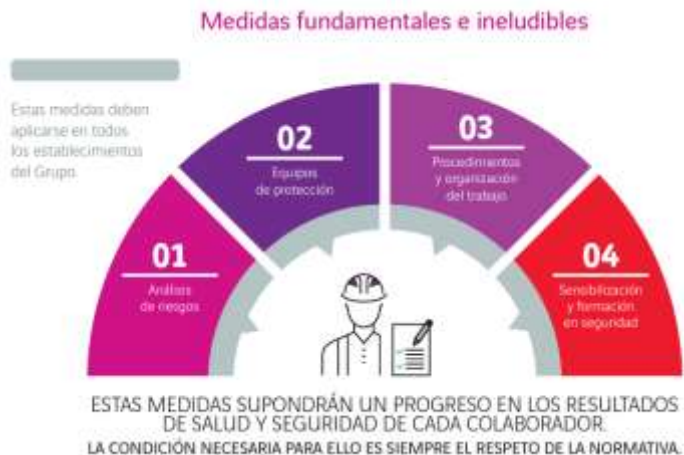 Medidas fundamentales e ineludibles
Estas medidas deben
aplicarse en todos
los establecimientos
del Grupo.
01
Análisis
de riesgos
02
Equipos
de protección
03
Procedimientos
y organización
del trabajo
04
Sensibilización
y formación
en seguridad
ESTAS MEDIDAS SUPONDRÁN UN PROGRESO EN LOS RESULTADOS
DE SALUD Y SEGURIDAD DE CADA COLABORADOR.
LA CONDICIÓN NECESARIA PARA ELLO ES SIEMPRE EL RESPETO DE LA NORMATIVA.